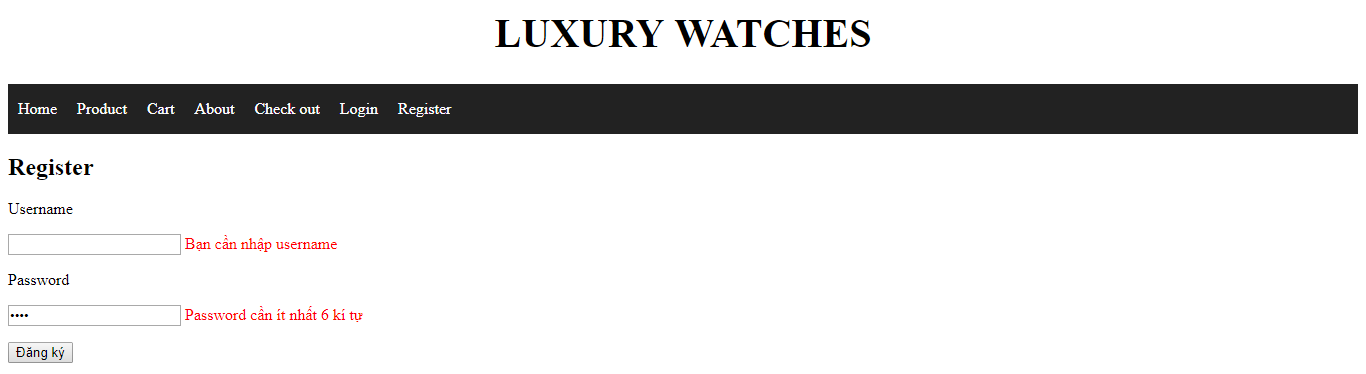 LUXURY WATCHES
Home Product Cart About Check out Login Register
Register
Username
Bạn cần nhập username
Password
•••• Password cần ít nhất 6 kí tự
Đăng ký